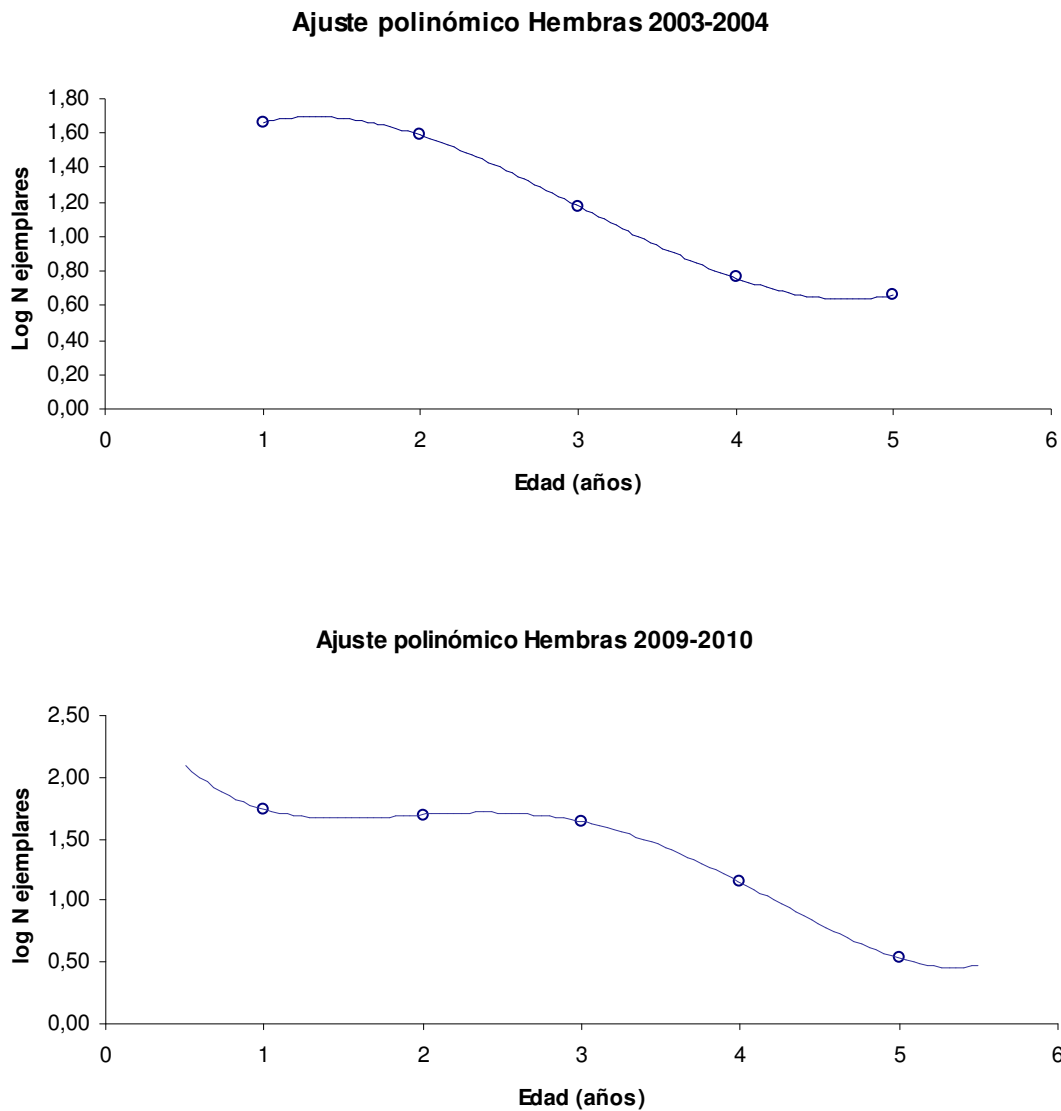 Ajuste polinómico Hembras 2003-2004
1,80
1,60
1,40
1,20
1,00
0,80
0,60
0,40
0,20
0,00
Log N ejemplares
0 1 2 3 4 5 6
Edad (años)
Ajuste polinómico Hembras 2009-2010
2,50
2,00
1,50
1,00
0,50
0,00
log N ejemplares
0 1 2 3 4 5 6
Edad (años)